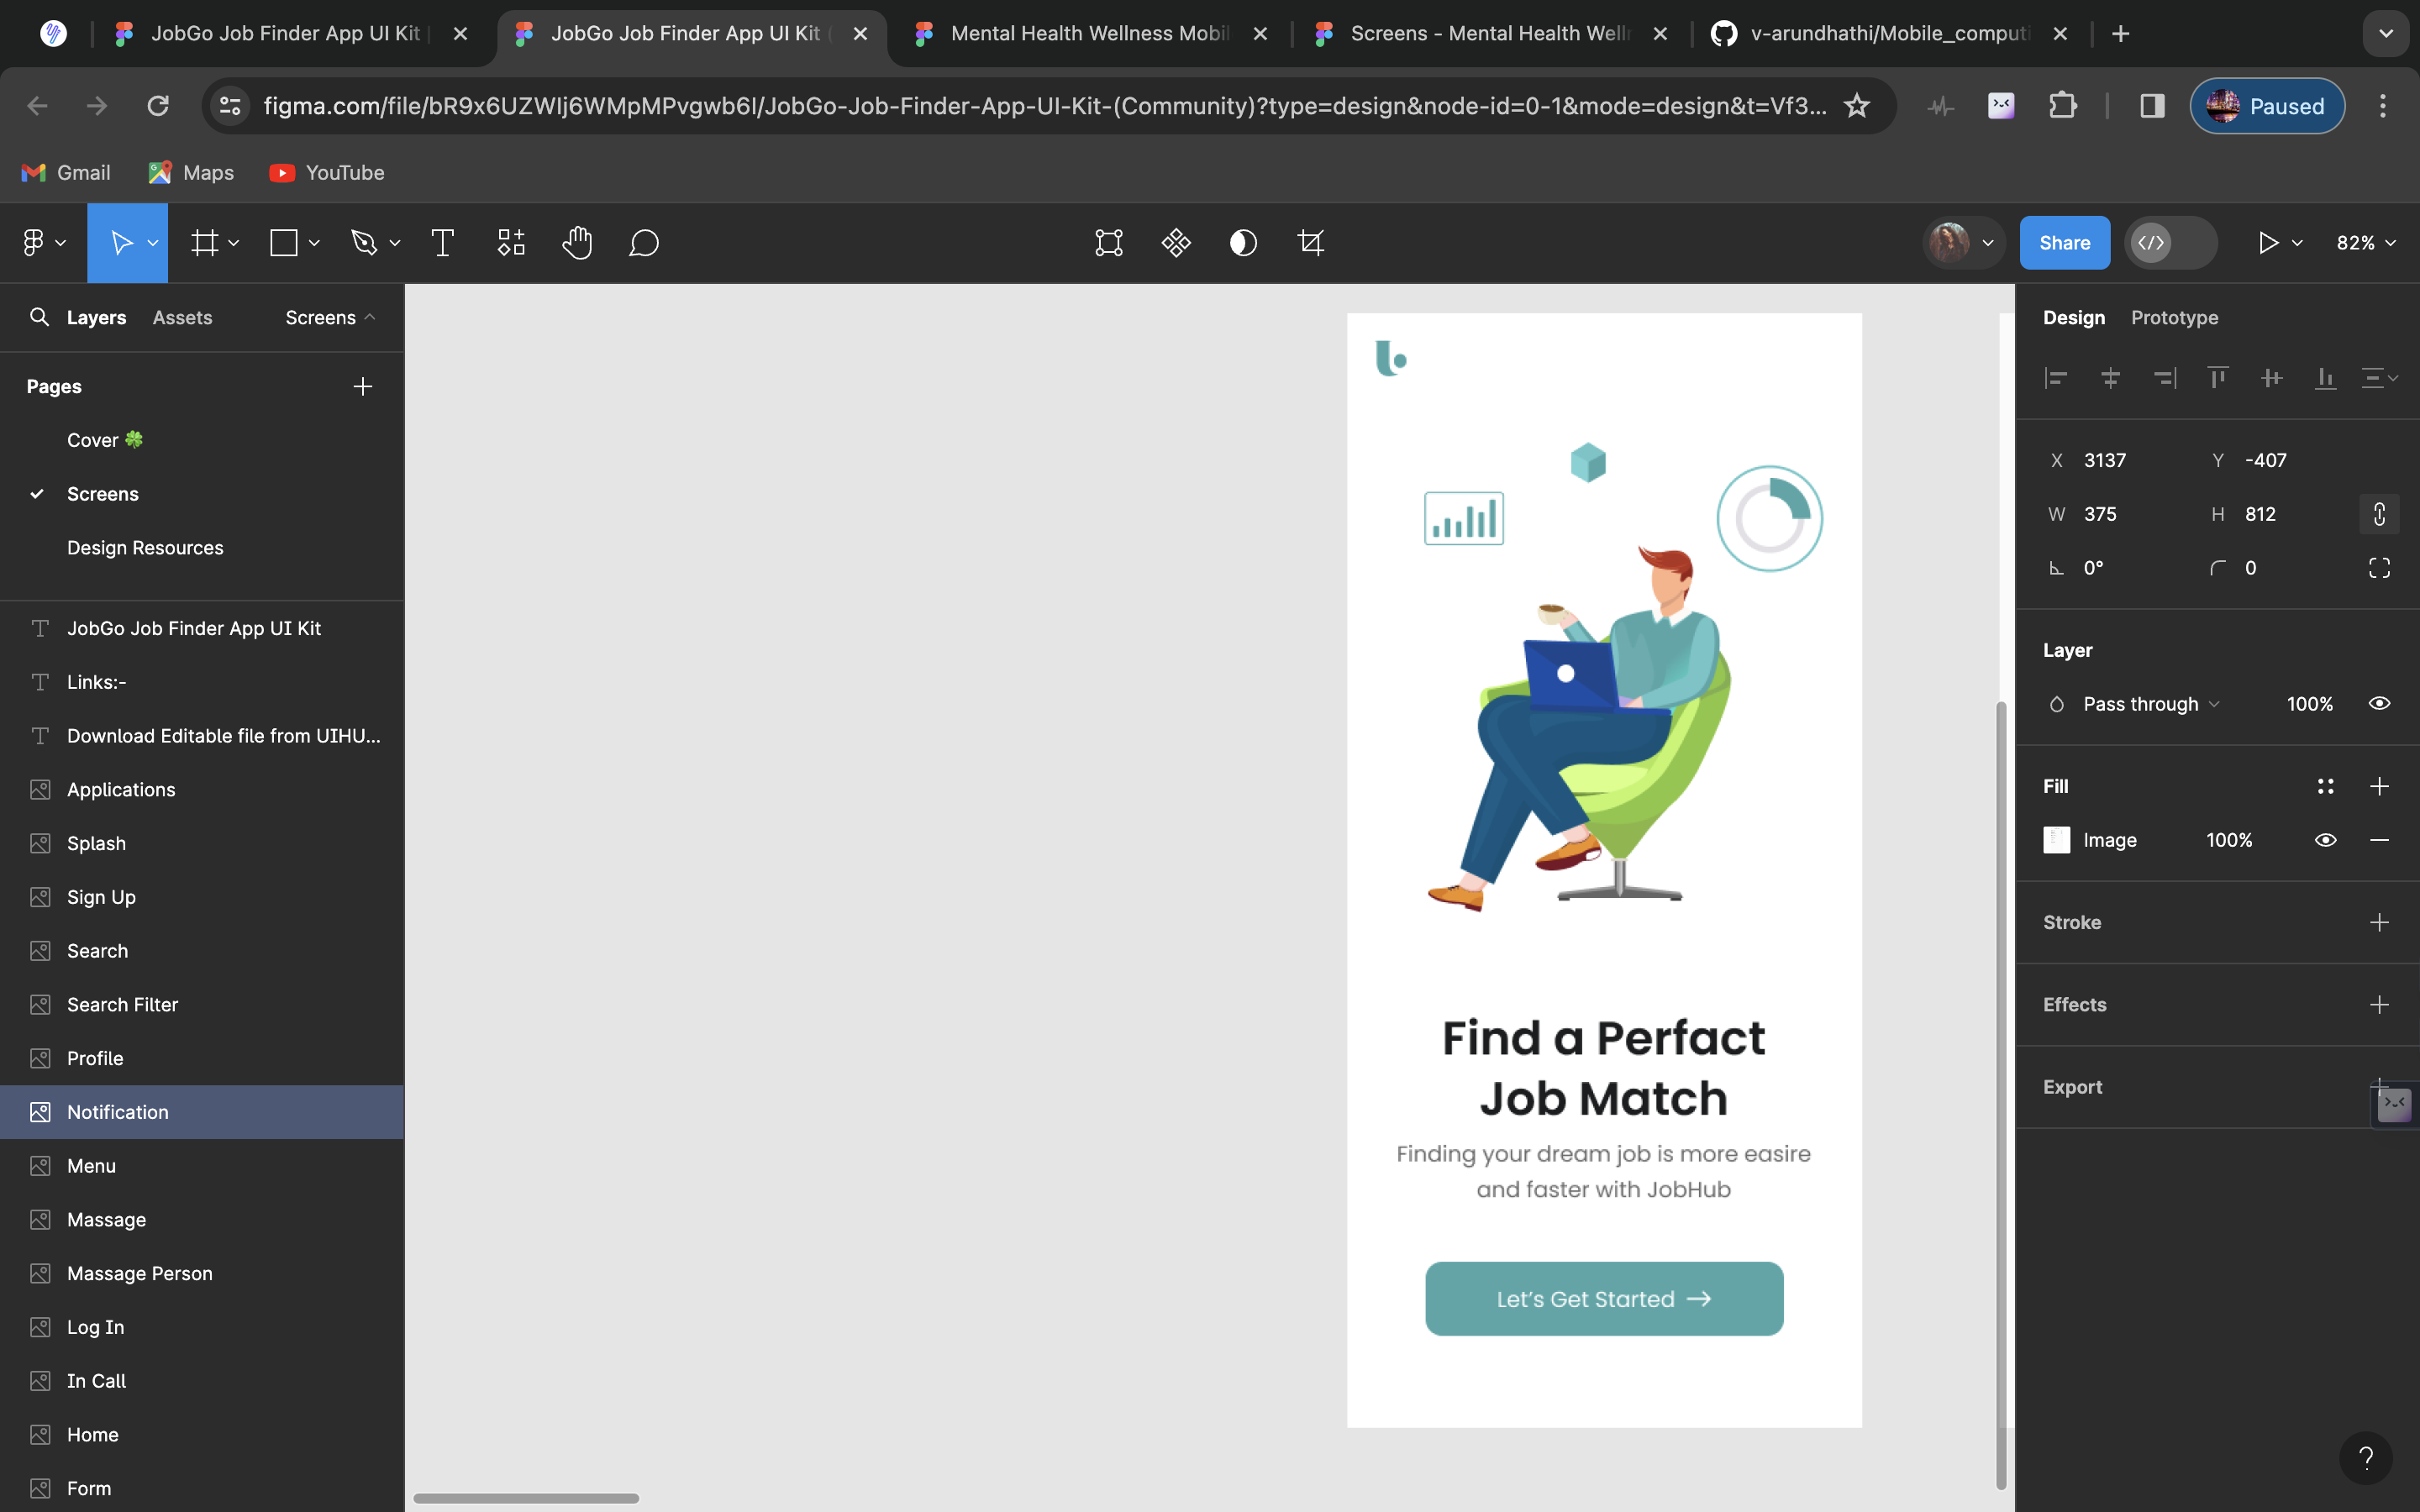 JobGo Job Finder App UI Kit
JobGo Job Finder App UI Kit (
Mental Health Wellness Mobil
Screens - Mental Health Well
v-arundhathi/Mobile_computi
figma.com/file/bR9x6UZWIj6WMpMPvgwb6I/JobGo-Job-Finder-App-UI-Kit-(Community)?type=design&node-id=0-1&mode=design&t=Vf3...
Paused
Gmail
Maps
YouTube
Share
82%
Layers
Assets
Screens
Design
Prototype
Pages
Cover 🍀
Screens
Design Resources
JobGo Job Finder App UI Kit
Links:-
Download Editable file from UIHU...
Applications
Splash
Sign Up
Search
Search Filter
Profile
Notification
Menu
Massage
Massage Person
Log In
In Call
Home
Form
Find a Perfact
Job Match
Finding your dream job is more easire
and faster with JobHub
Let's Get Started →
X 3137 Y -407
W 375 H 812
0° 0
Layer
Pass through 100%
Fill
Image 100%
Stroke
Effects
Export
?